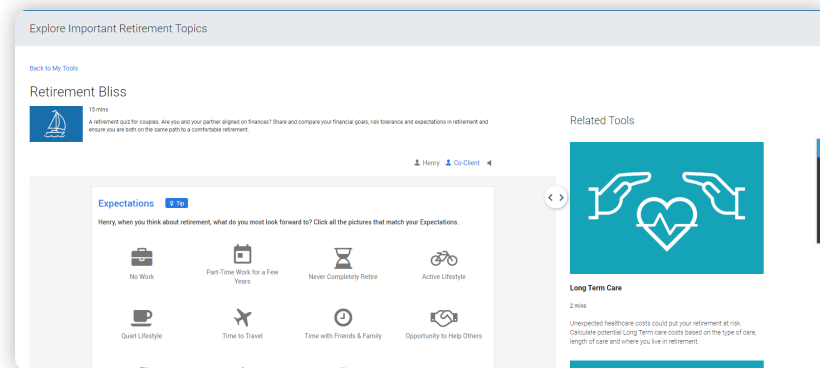 Explore Important Retirement Topics
Back to My Tools
Retirement Bliss
15 mins
A retirement quiz for couples. Are you and your partner aligned on finances? Share and compare your financial goals, risk tolerance and expectations in retirement and
ensure you are both on the same path to a comfortable retirement.
Henry Co-Client
Expectations Tip
Henry, when you think about retirement, what do you most look forward to? Click all the pictures that match your Expectations.
No Work
Part-Time Work for a Few
Years
Never Completely Retire
Active Lifestyle
Quiet Lifestyle
Time to Travel
Time with Friends & Family
Opportunity to Help Others
Related Tools
Long Term Care
2 mins
Unexpected healthcare costs could put your retirement at risk.
Calculate potential Long Term care costs based on the type of care,
length of care and where you live in retirement.